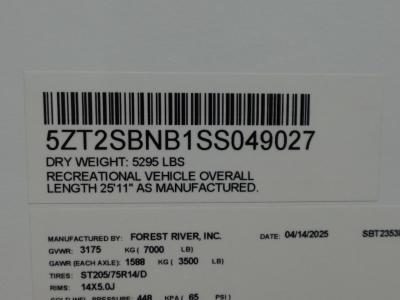 5ZT2SBNB1SS049027
DRY WEIGHT: 5295 LBS
RECREATIONAL VEHICLE OVERALL
LENGTH 25'11" AS MANUFACTURED.
MANUFACTURED BY: FOREST RIVER, INC. DATE: 04/14/2025
GVWR: 3175 KG ( 7000 LB)
GAWR (EACH AXLE): 1588 KG ( 3500 LB)
TIRES: ST205/75R14/D
RIMS: 14X5.0J
PRESSURE: 448 KPA ( 65 PSI)